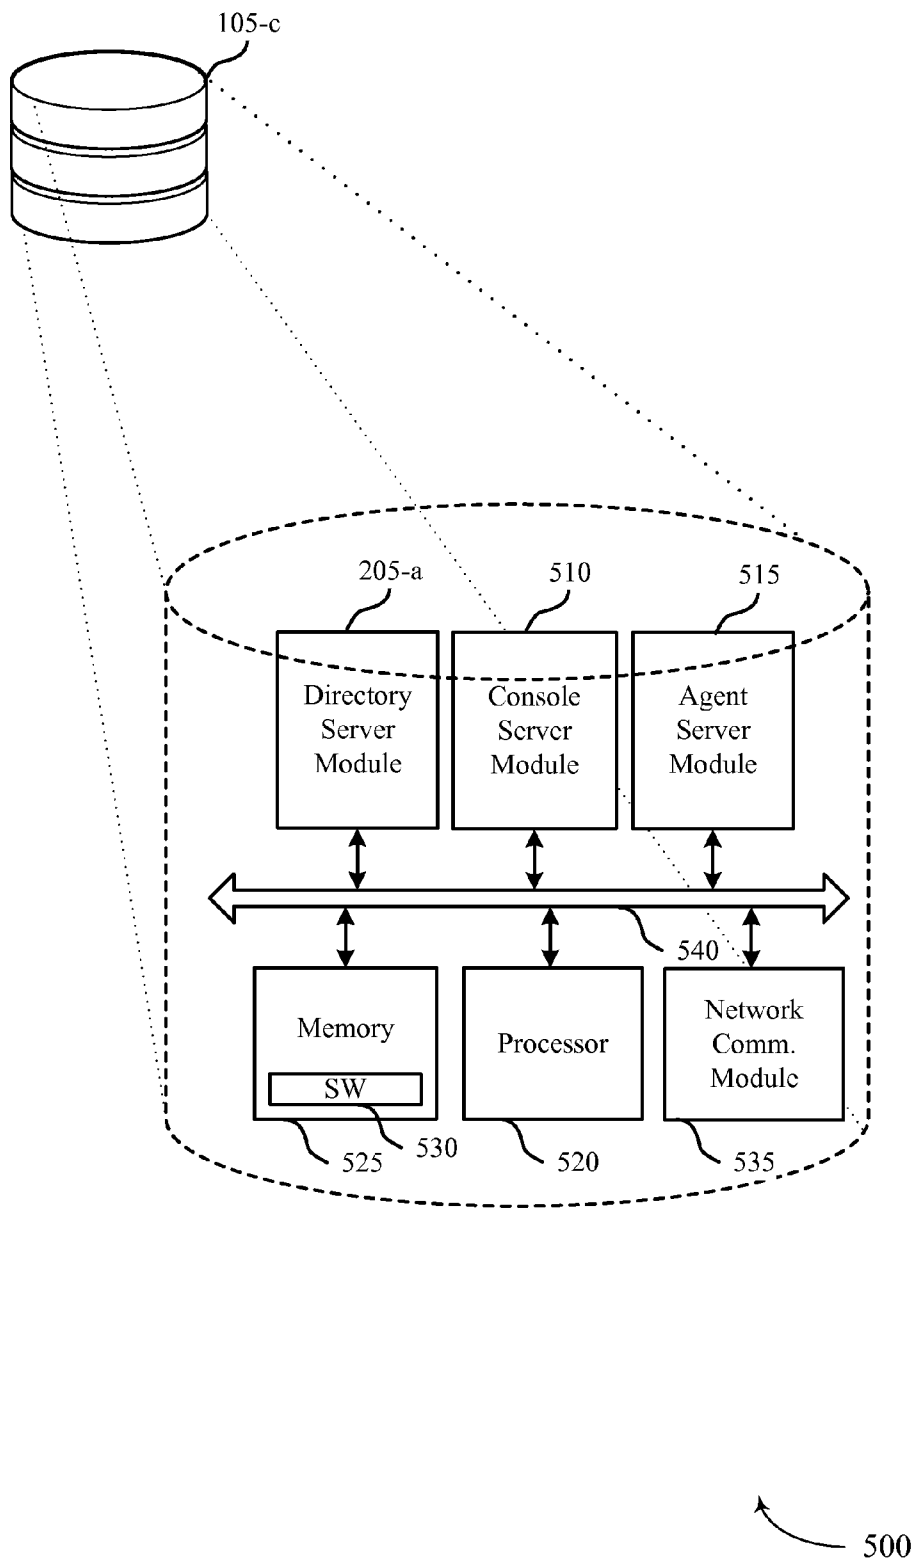 105-c
205-a
510
515
Directory
Server
Module
Console
Server
Module
Agent
Server
Module
540
Memory
SW
Processor
Network
Comm.
Module
530
525
520
535
500